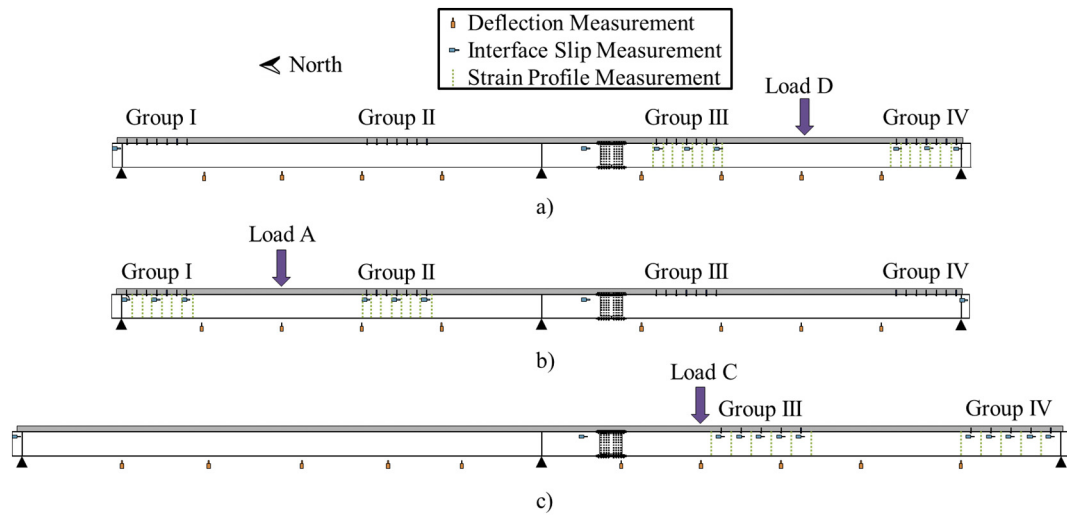 Deflection Measurement
Interface Slip Measurement
Strain Profile Measurement
North
Load D
Group I
Group II
Group III
Group IV
a)
Load A
Group I
Group II
Group III
Group IV
b)
Load C
Group III
Group IV
c)